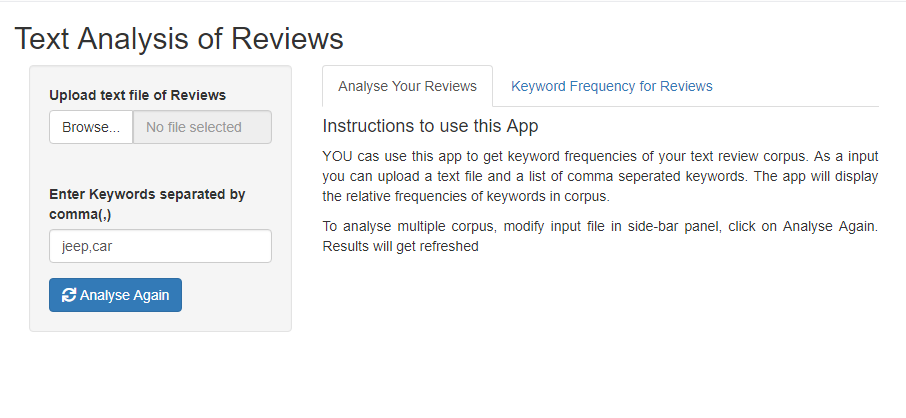 Text Analysis of Reviews
Upload text file of Reviews
Browse... No file selected
Enter Keywords separated by
comma(,)
jeep,car
Analyse Again
Analyse Your Reviews Keyword Frequency for Reviews
Instructions to use this App
YOU cas use this app to get keyword frequencies of your text review corpus. As a input
you can upload a text file and a list of comma seperated keywords. The app will display
the relative frequencies of keywords in corpus.
To analyse multiple corpus, modify input file in side-bar panel, click on Analyse Again.
Results will get refreshed